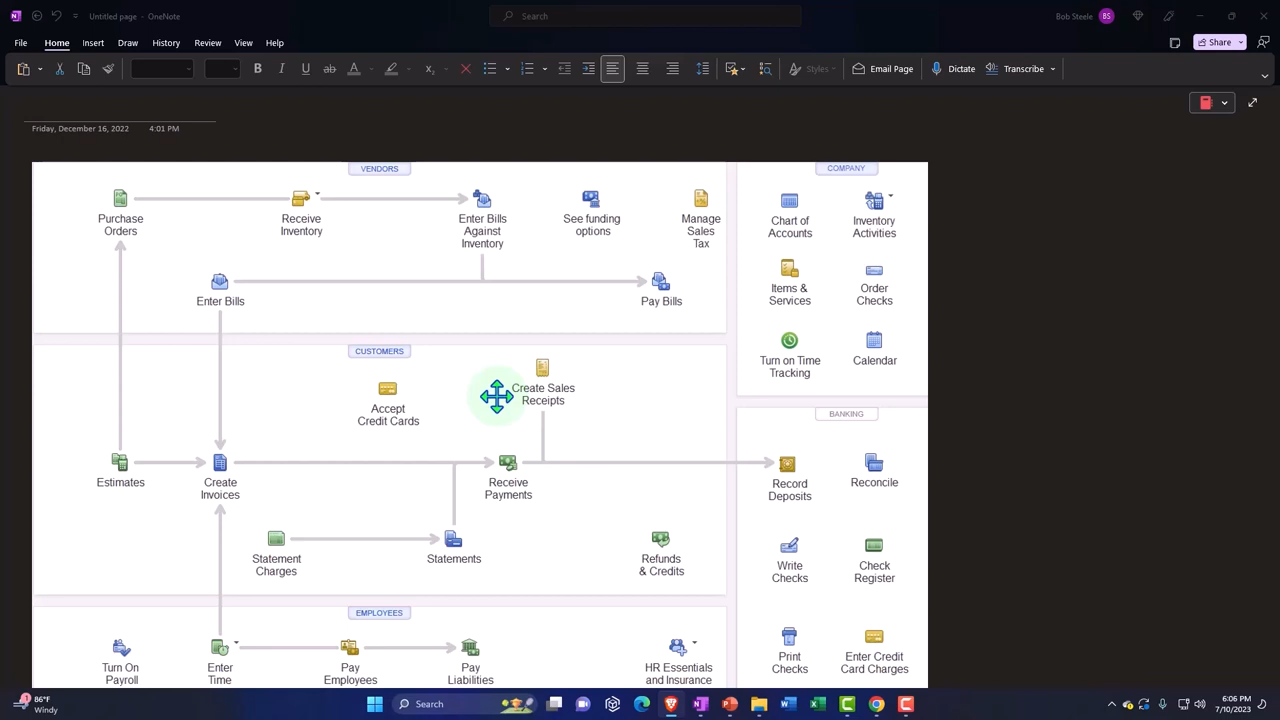 Untitled page - OneNote
Search
Bob Steele
BS
File
Home
Insert
Draw
History
Review
View
Help
Share
B
I
U
ab
A
Styles
Email Page
Dictate
Transcribe
Friday, December 16, 2022
4:01 PM
VENDORS
Purchase
Orders
Receive
Inventory
Enter Bills
Against
Inventory
See funding
options
Manage
Sales
Tax
Enter Bills
Pay Bills
CUSTOMERS
Accept
Credit Cards
Create Sales
Receipts
Estimates
Create
Invoices
Receive
Payments
Statement
Charges
Statements
Refunds
& Credits
EMPLOYEES
Turn On
Payroll
Enter
Time
Pay
Employees
Pay
Liabilities
HR Essentials
and Insurance
COMPANY
Chart of
Accounts
Inventory
Activities
Items &
Services
Order
Checks
Turn on Time
Tracking
Calendar
BANKING
Record
Deposits
Reconcile
Write
Checks
Check
Register
Print
Checks
Enter Credit
Card Charges
1
86°F
Windy
Search
6:06 PM
7/10/2023